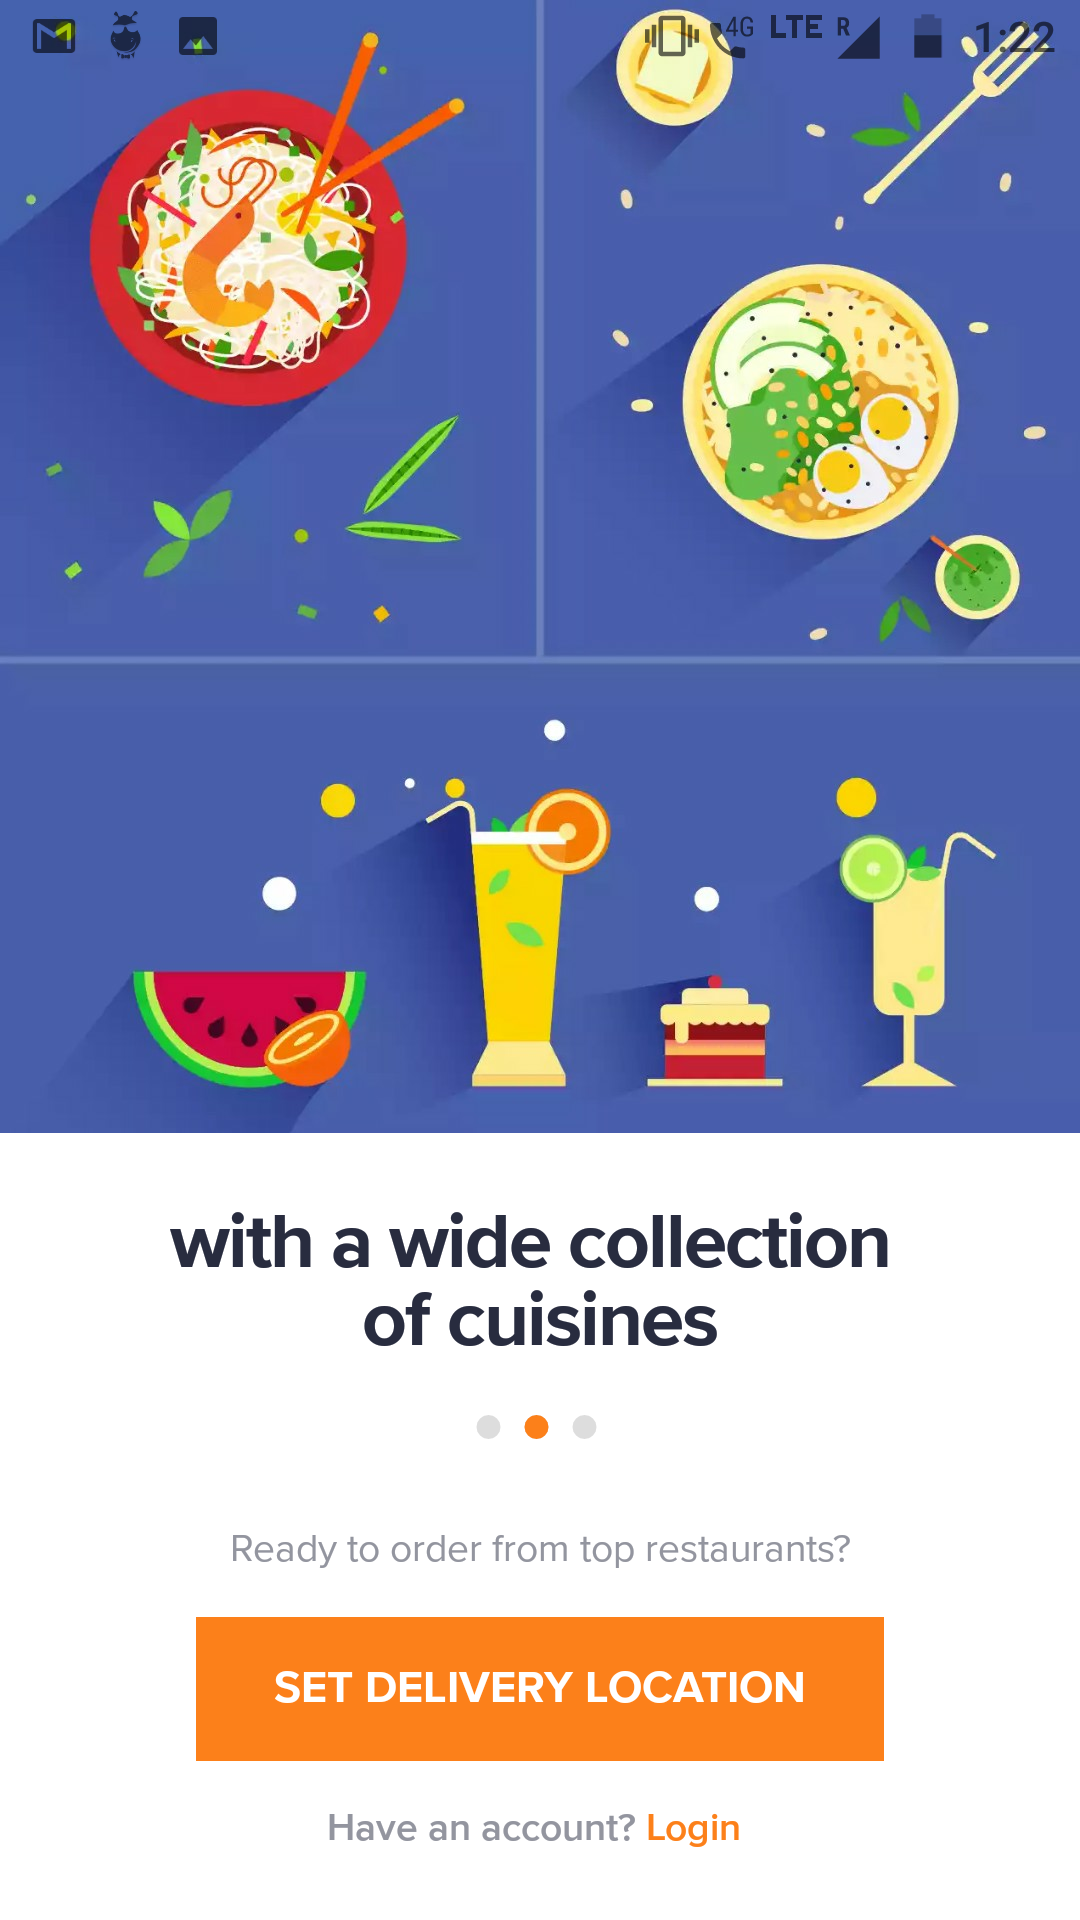 4G LTE R 1:22
with a wide collection
of cuisines
Ready to order from top restaurants?
SET DELIVERY LOCATION
Have an account? Login